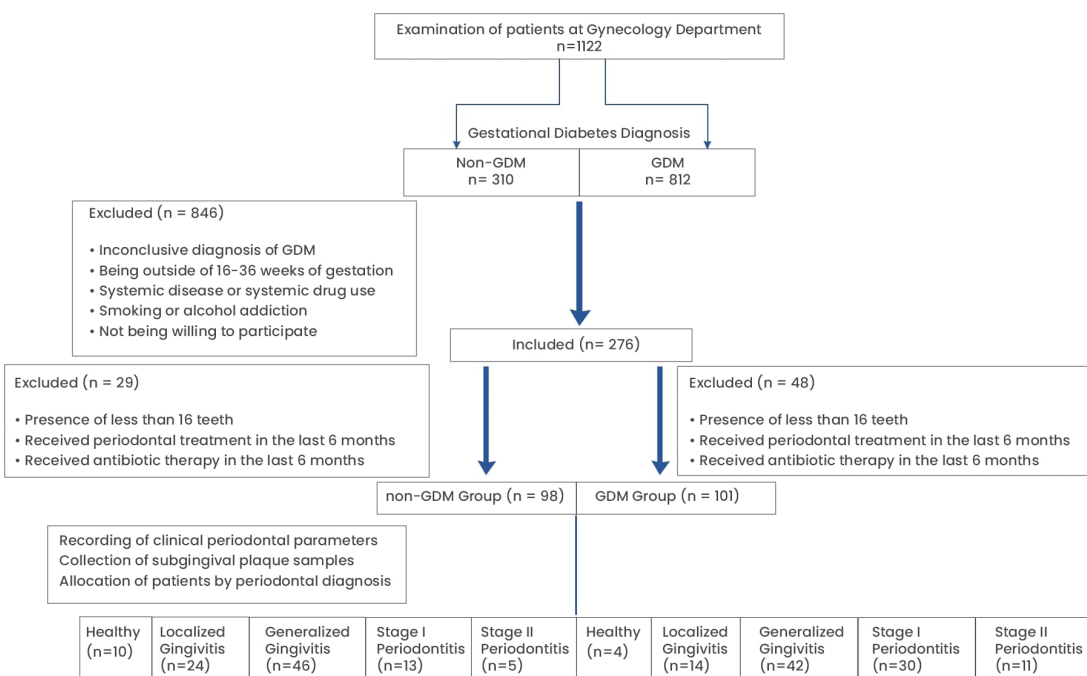 Examination of patients at Gynecology Department
n=1122
Gestational Diabetes Diagnosis
Non-GDM
n= 310
GDM
n= 812
Excluded (n = 846)
• Inconclusive diagnosis of GDM
• Being outside of 16-36 weeks of gestation
• Systemic disease or systemic drug use
• Smoking or alcohol addiction
• Not being willing to participate
Included (n= 276)
Excluded (n = 29)
• Presence of less than 16 teeth
• Received periodontal treatment in the last 6 months
• Received antibiotic therapy in the last 6 months
Excluded (n = 48)
• Presence of less than 16 teeth
• Received periodontal treatment in the last 6 months
• Received antibiotic therapy in the last 6 months
non-GDM Group (n = 98)
GDM Group (n = 101)
Recording of clinical periodontal parameters
Collection of subgingival plaque samples
Allocation of patients by periodontal diagnosis
Healthy
(n=10)
Localized
Gingivitis
(n=24)
Generalized
Gingivitis
(n=46)
Stage I
Periodontitis
(n=13)
Stage II
Periodontitis
(n=5)
Healthy
(n=4)
Localized
Gingivitis
(n=14)
Generalized
Gingivitis
(n=42)
Stage I
Periodontitis
(n=30)
Stage II
Periodontitis
(n=11)